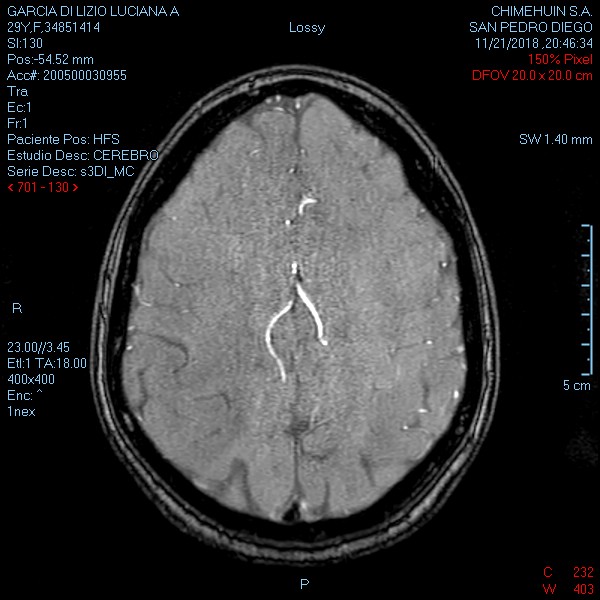 GARCIA DI LIZIO LUCIANA A
29Y,F,34851414
Sl:130
Pos:-54.52 mm
Acc#: 200500030955
Tra
Ec:1
Fr:1
Paciente Pos: HFS
Estudio Desc: CEREBRO
Serie Desc: s3DI_MC
< 701 - 130 >
Lossy
CHIMEHUIN S.A.
SAN PEDRO DIEGO
11/21/2018 ,20:46:34
150% Pixel
DFOV 20.0 x 20.0 cm
SW 1.40 mm
R
23.00//3.45
Etl:1 TA:18.00
400x400
Enc: ^
1nex
5 cm
P
C 232
W 403